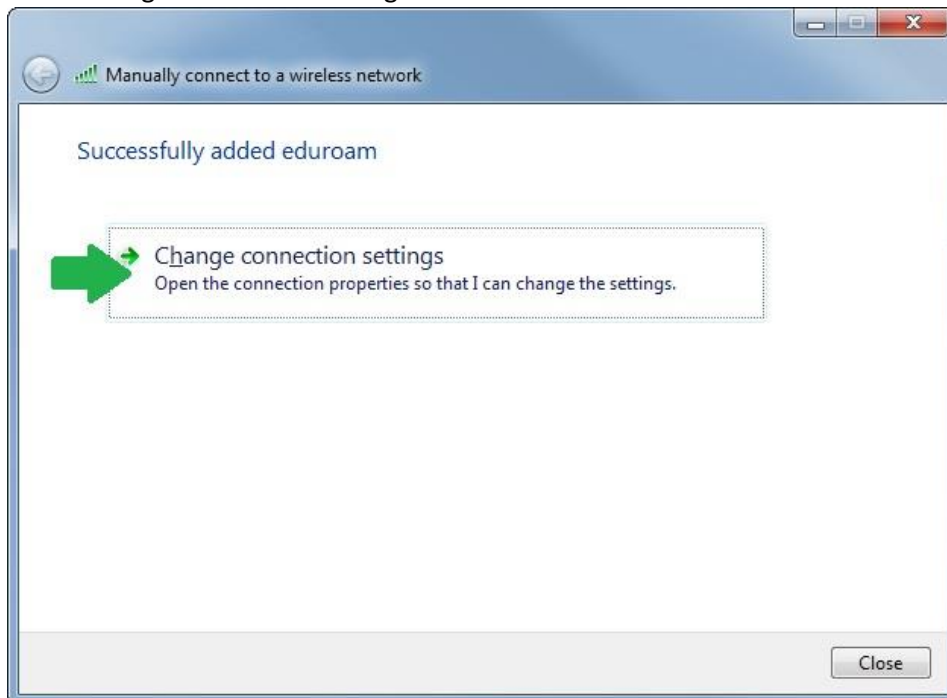 Manually connect to a wireless network
Successfully added eduroam
Change connection settings
Open the connection properties so that I can change the settings.
Close